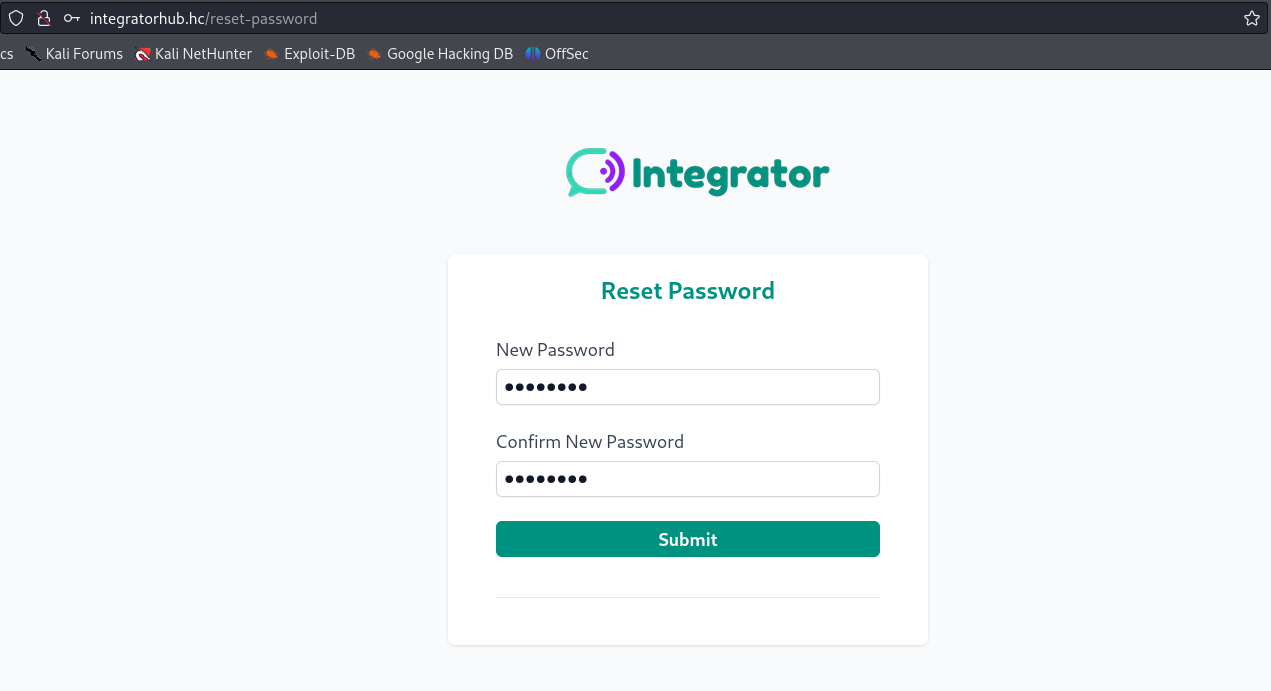 integratorhub.hc/reset-password
cs Kali Forums Kali NetHunter Exploit-DB Google Hacking DB OffSec
Integrator
Reset Password
New Password
••••••••
Confirm New Password
••••••••
Submit